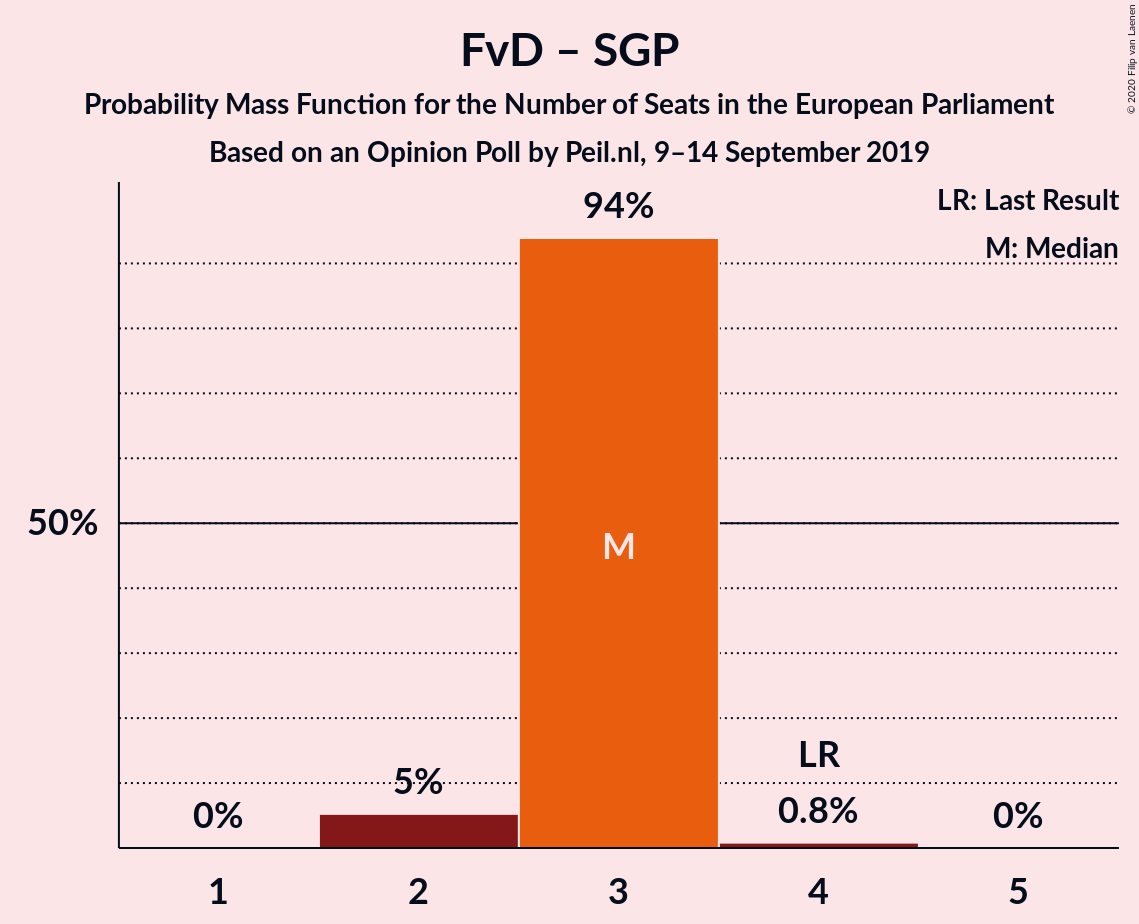 FvD – SGP
Probability Mass Function for the Number of Seats in the European Parliament
Based on an Opinion Poll by Peil.nl, 9–14 September 2019
© 2020 Filip van Laenen
LR: Last Result
M: Median
94%
50%
M
LR
0%
5%
0.8%
0%
1 2 3 4 5